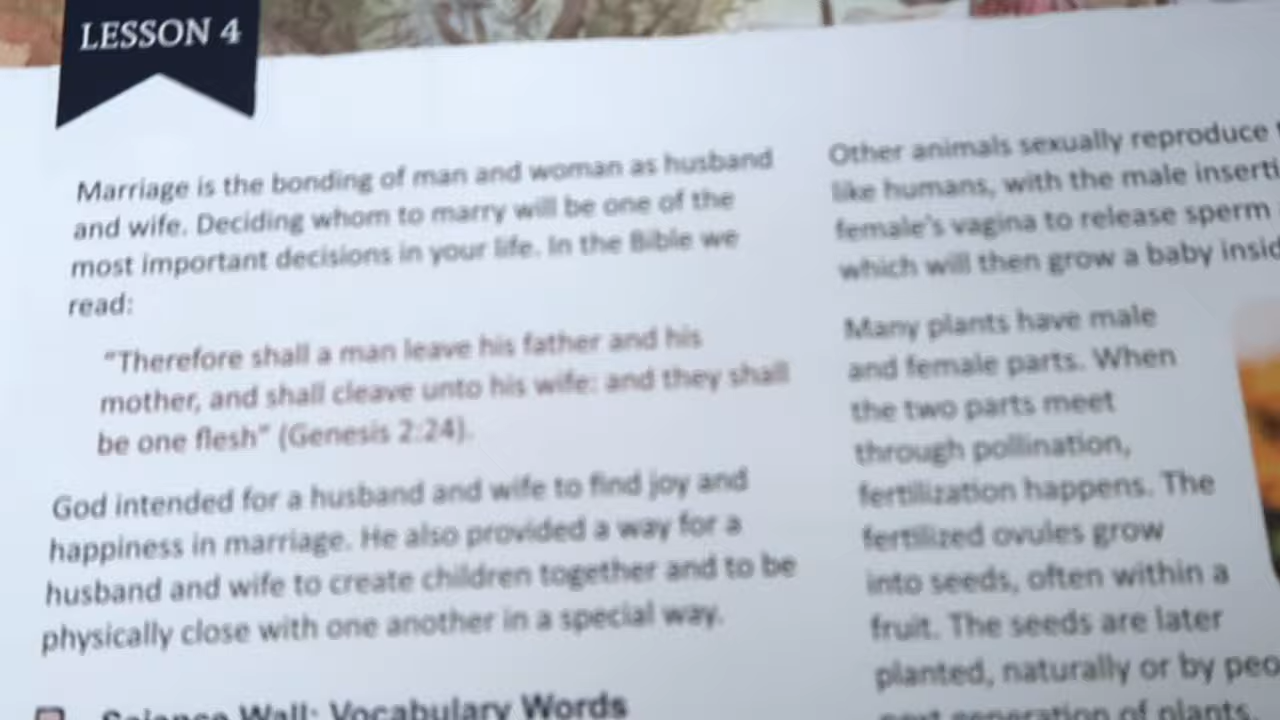 LESSON 4
Marriage is the bonding of man and woman as husband
and wife. Deciding whom to marry will be one of the
most important decisions in your life. In the Bible we
read:
"Therefore shall a man leave his father and his
mother, and shall cleave unto his wife: and they shall
be one flesh" (Genesis 2:24).
God intended for a husband and wife to find joy and
happiness in marriage. He also provided a way for a
husband and wife to create children together and to be
physically close with one another in a special way.
Science Wall: Vocabulary Words
Other animals sexually reproduce
like humans, with the male inserti
female's vagina to release sperm
which will then grow a baby insid
Many plants have male
and female parts. When
the two parts meet
through pollination,
fertilization happens. The
fertilized ovules grow
into seeds, often within a
fruit. The seeds are later
planted, naturally or by peo
next generation of plants.